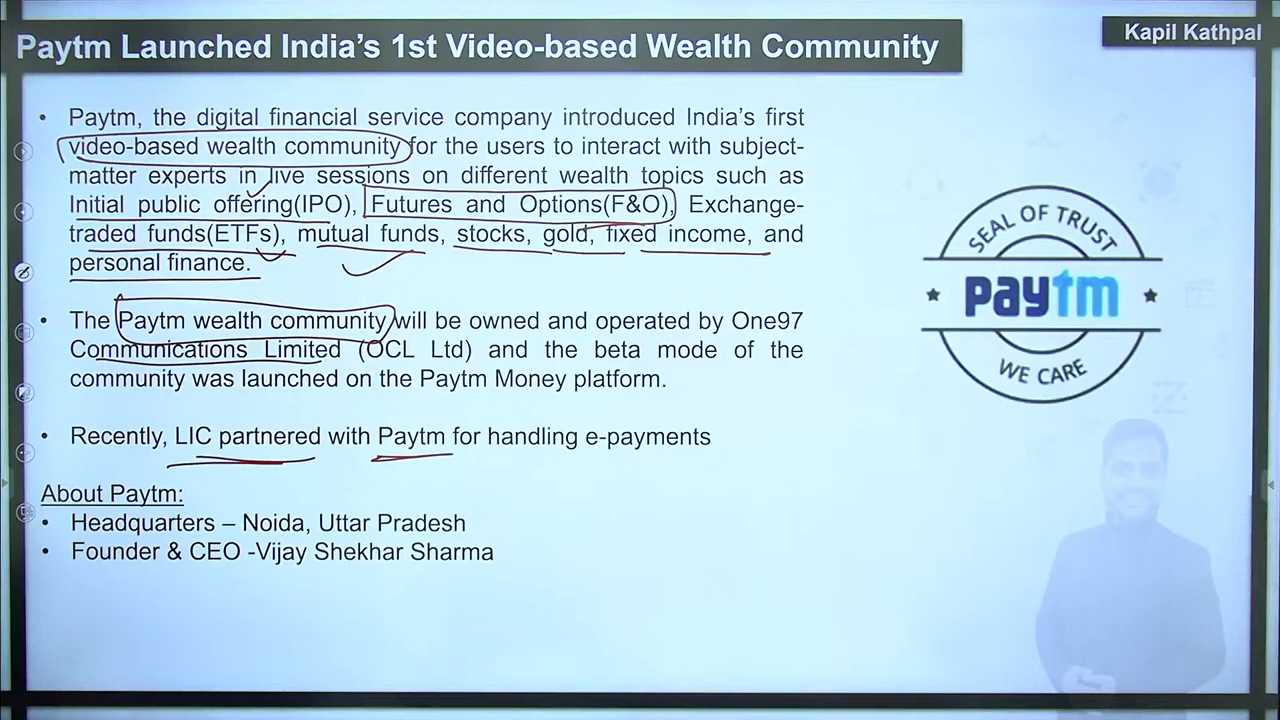 Paytm Launched India's 1st Video-based Wealth Community
Kapil Kathpal
• Paytm, the digital financial service company introduced India's first
video-based wealth community for the users to interact with subject-
matter experts in live sessions on different wealth topics such as
Initial public offering(IPO), Futures and Options(F&O), Exchange-
traded funds(ETFs), mutual funds, stocks, gold, fixed income, and
personal finance.
• The Paytm wealth community will be owned and operated by One97
Communications Limited (OCL Ltd) and the beta mode of the
community was launched on the Paytm Money platform.
• Recently, LIC partnered with Paytm for handling e-payments
About Paytm:
• Headquarters – Noida, Uttar Pradesh
• Founder & CEO -Vijay Shekhar Sharma
SEAL OF TRUST
paytm
WE CARE